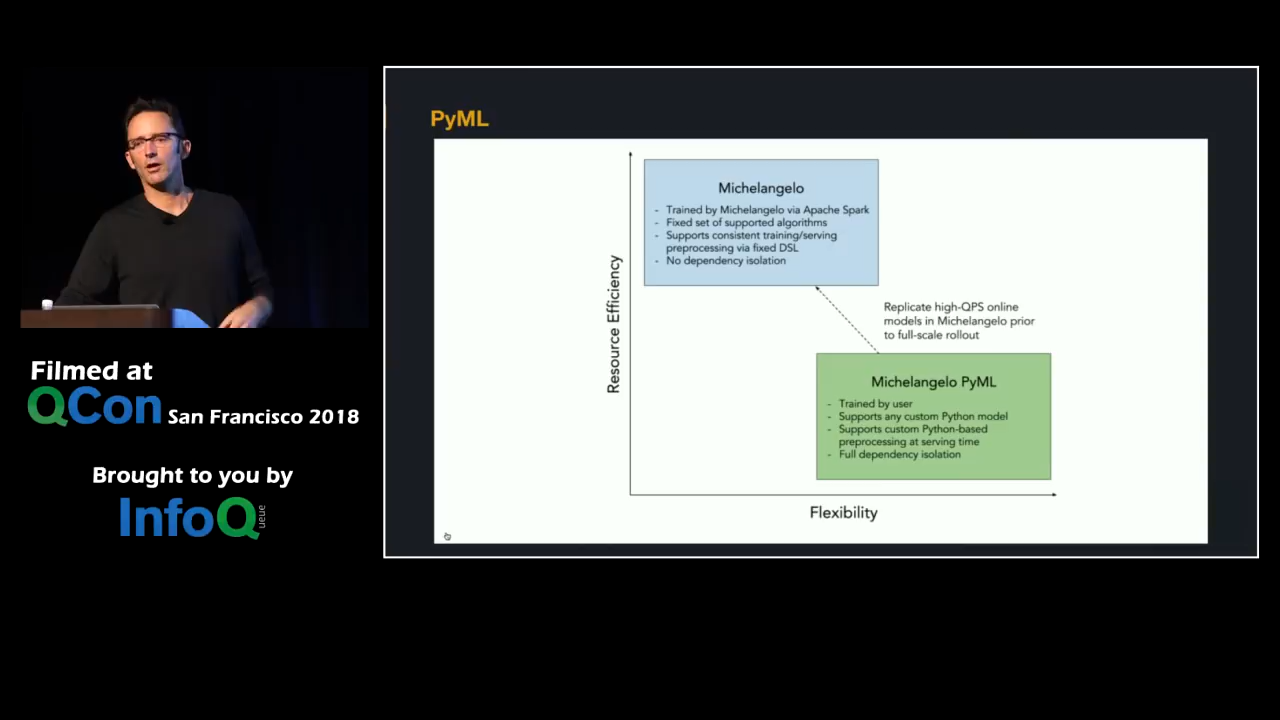 PyML
Michelangelo
- Trained by Michelangelo via Apache Spark
- Fixed set of supported algorithms
- Supports consistent training/serving
preprocessing via fixed DSL
- No dependency isolation
Resource Efficiency
Replicate high-QPS online
models in Michelangelo prior
to full-scale rollout
Michelangelo PyML
- Trained by user
- Supports any custom Python model
- Supports custom Python-based
preprocessing at serving time
- Full dependency isolation
Flexibility
Filmed at
QCon San Francisco 2018
Brought to you by
InfoQueue